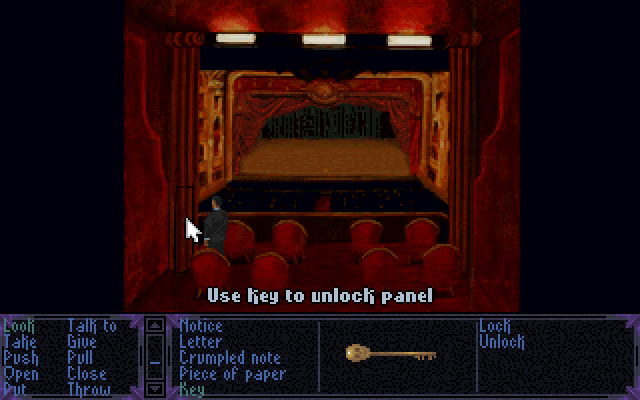 Use key to unlock panel
Look Talk to
Take Give
Push Pull
Open Close
Put Throw
Notice
Letter
Crumpled note
Piece of paper
Key
Lock
Unlock